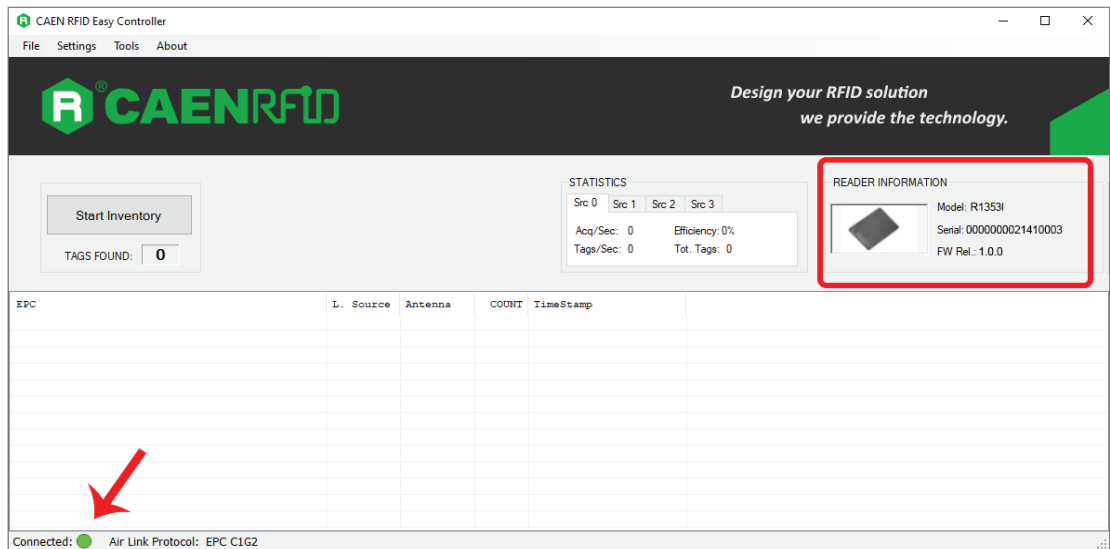 CAEN RFID Easy Controller
File Settings Tools About
R®CAENRFID
Design your RFID solution
we provide the technology.
Start Inventory
TAGS FOUND: 0
STATISTICS
Src 0 Src 1 Src 2 Src 3
Acq/Sec: 0 Efficiency: 0%
Tags/Sec: 0 Tot. Tags: 0
READER INFORMATION
Model: R1353I
Serial: 0000000021410003
FW Rel.: 1.0.0
EPC L. Source Antenna COUNT TimeStamp
Connected: Air Link Protocol: EPC C1G2